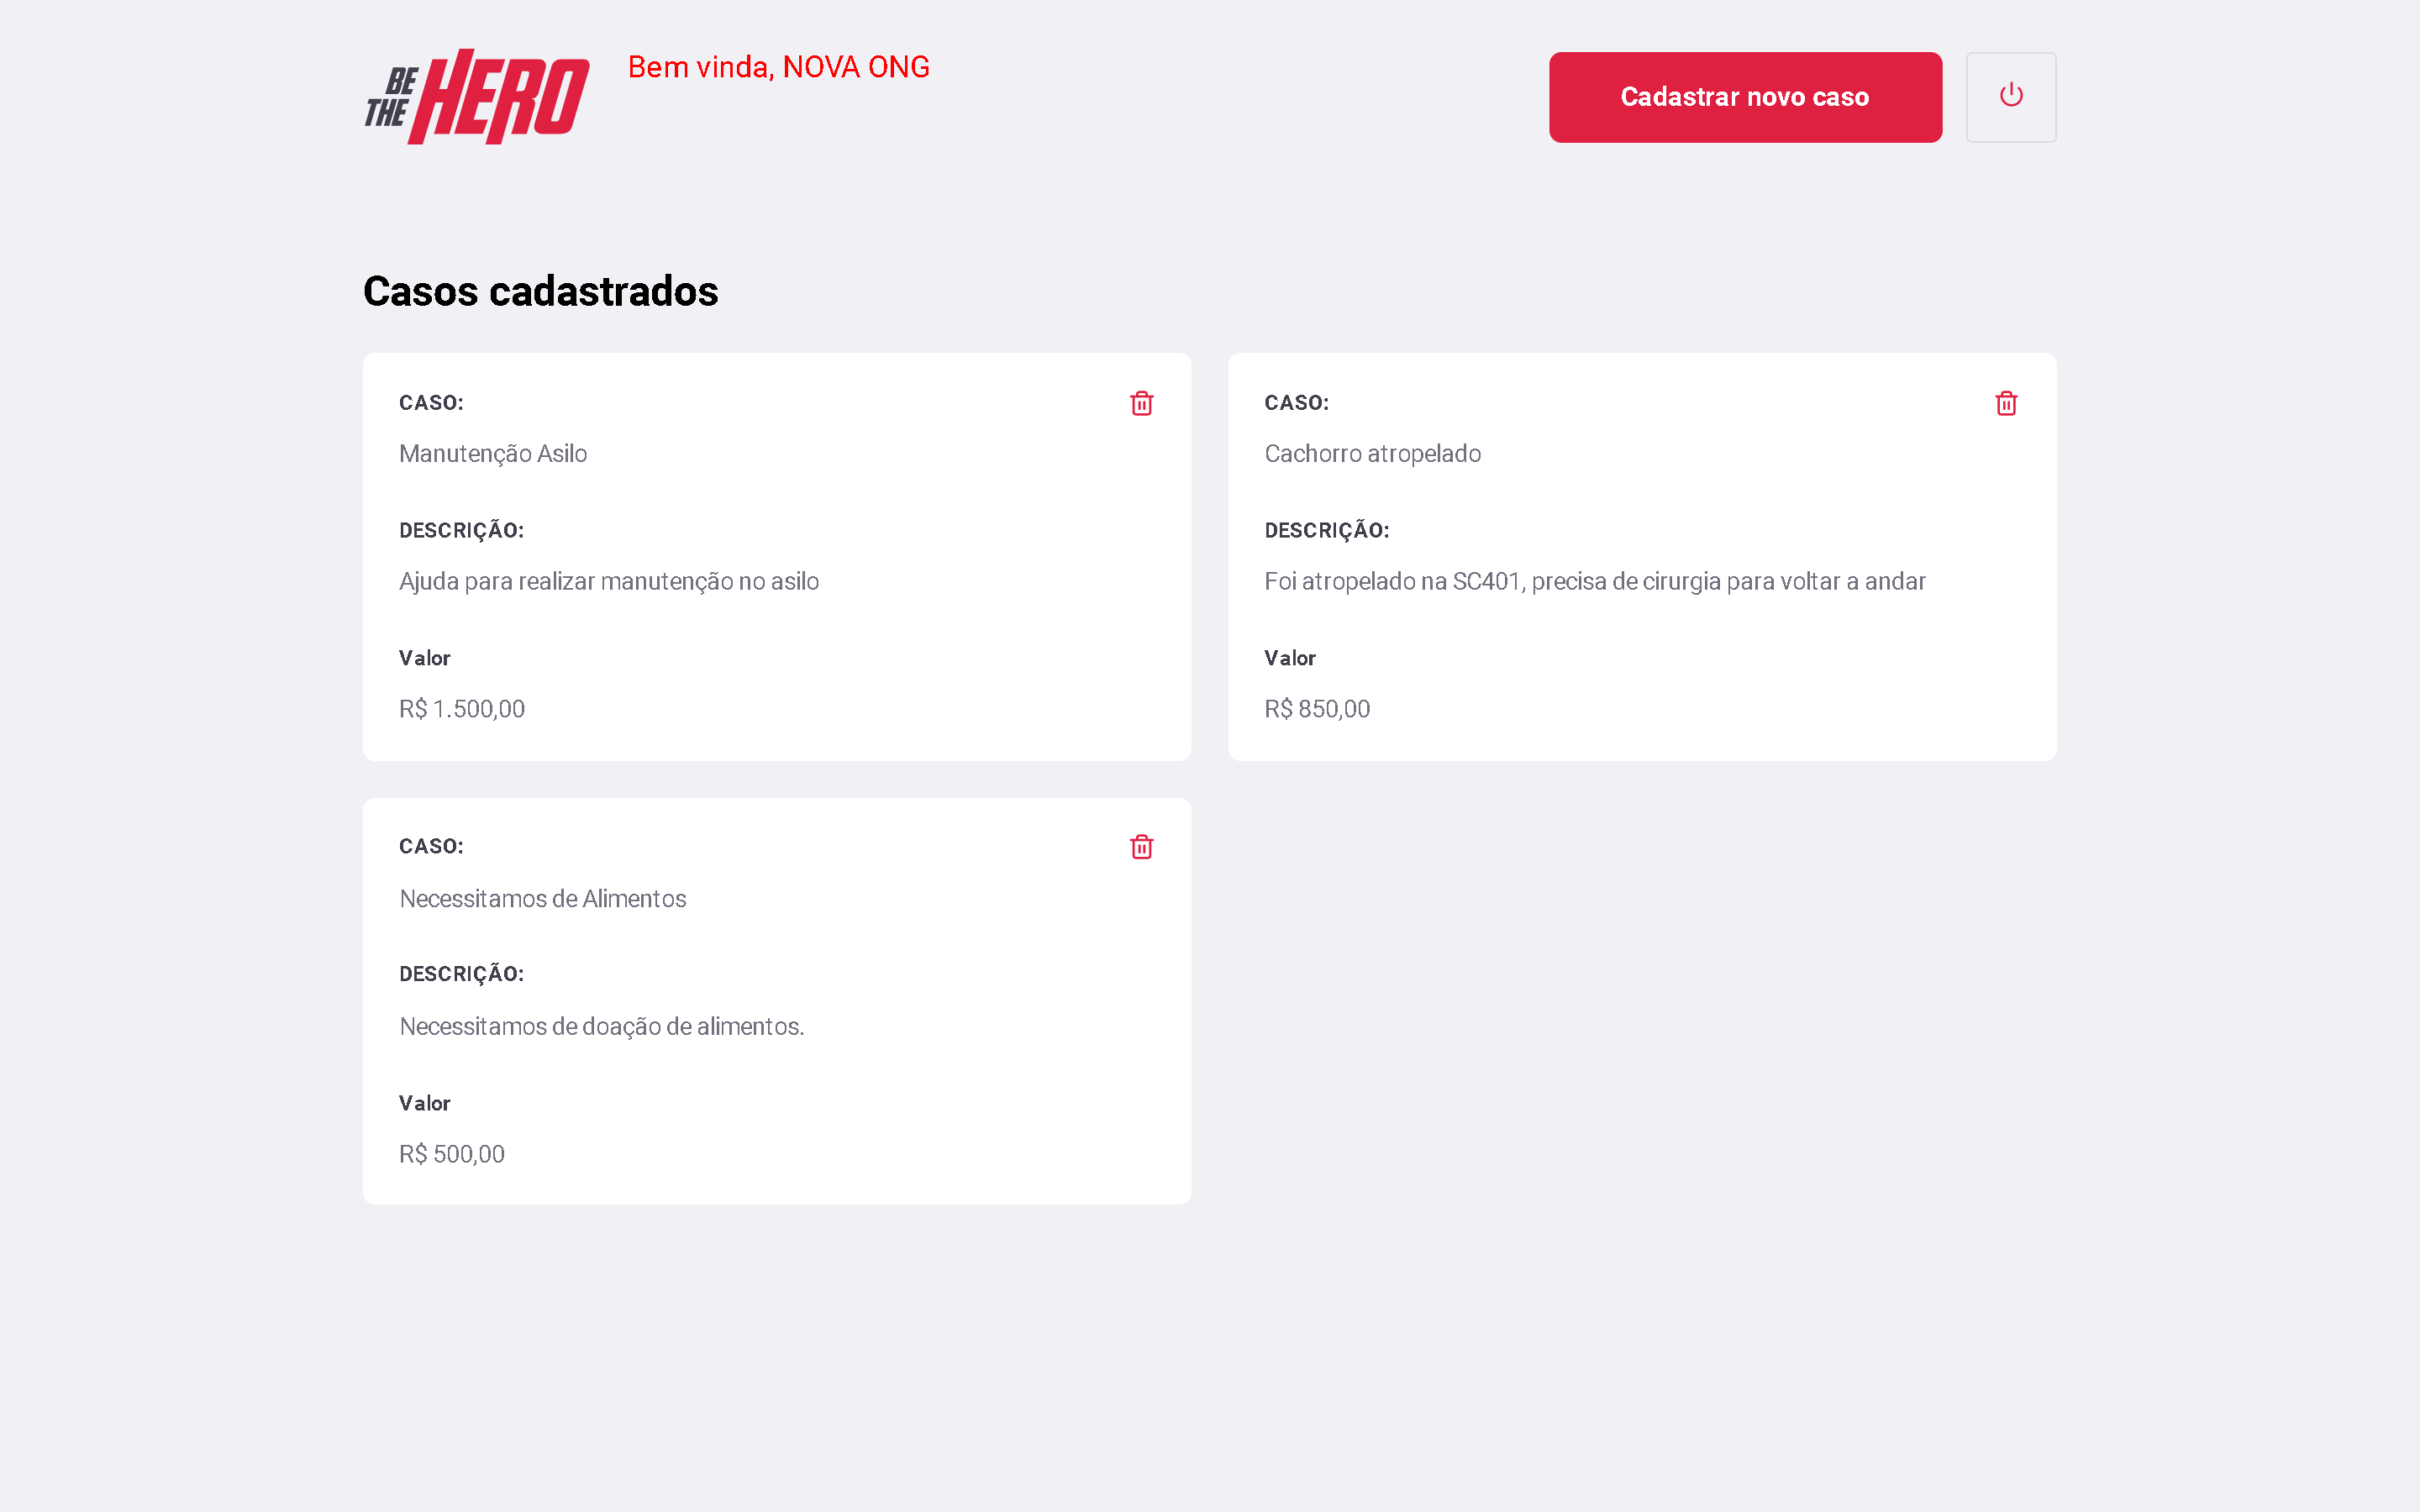 BE THE HERO
Bem vinda, NOVA ONG
Cadastrar novo caso
Casos cadastrados
CASO:
Manutenção Asilo
DESCRIÇÃO:
Ajuda para realizar manutenção no asilo
Valor
R$ 1.500,00
CASO:
Cachorro atropelado
DESCRIÇÃO:
Foi atropelado na SC401, precisa de cirurgia para voltar a andar
Valor
R$ 850,00
CASO:
Necessitamos de Alimentos
DESCRIÇÃO:
Necessitamos de doação de alimentos.
Valor
R$ 500,00